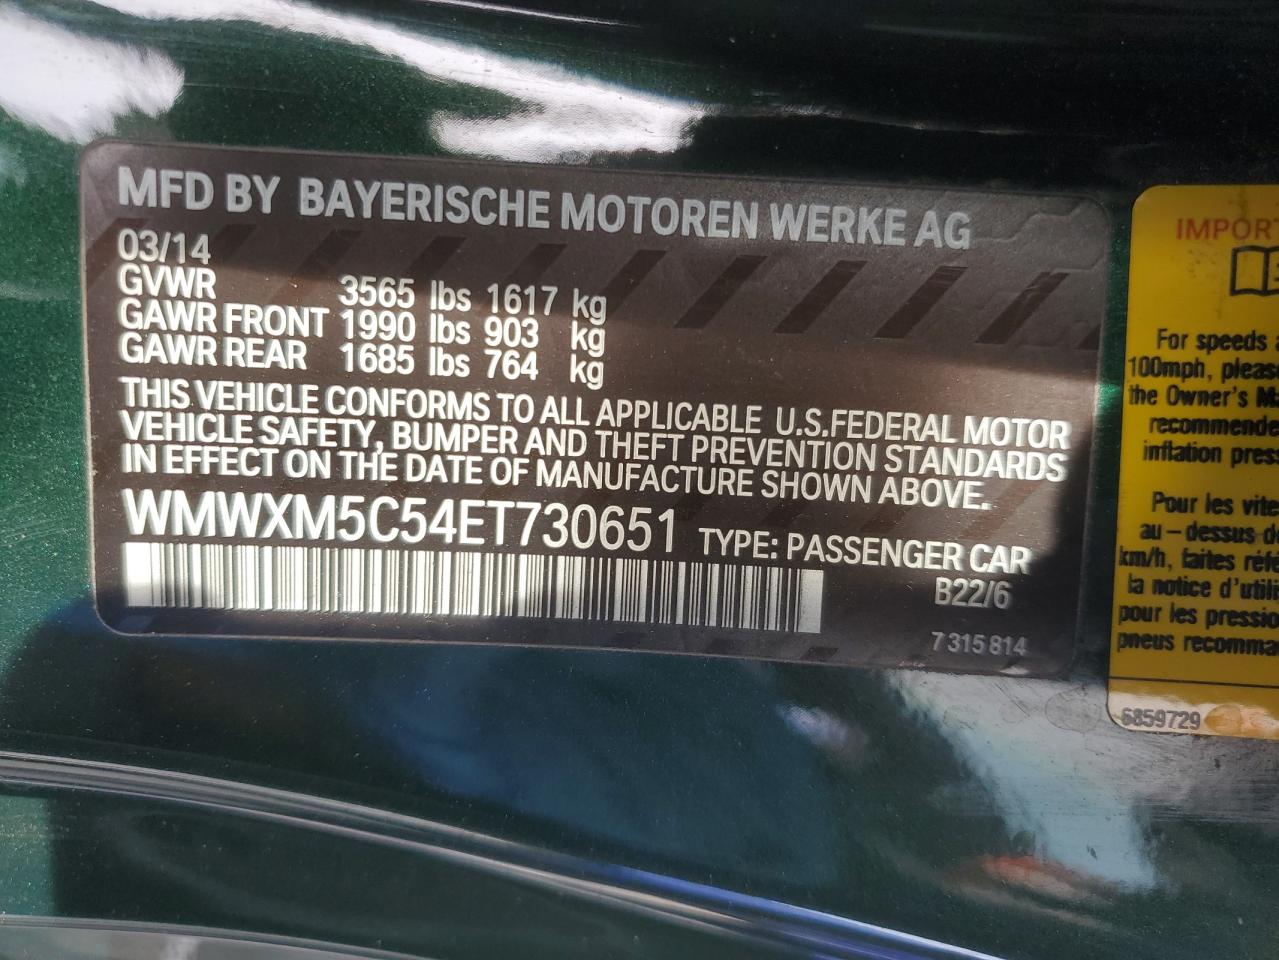 MFD BY BAYERISCHE MOTOREN WERKE AG
03/14
GVWR 3565 lbs 1617 kg
GAWR FRONT 1990 lbs 903 kg
GAWR REAR 1685 lbs 764 kg
THIS VEHICLE CONFORMS TO ALL APPLICABLE U.S.FEDERAL MOTOR
VEHICLE SAFETY, BUMPER AND THEFT PREVENTION STANDARDS
IN EFFECT ON THE DATE OF MANUFACTURE SHOWN ABOVE.
WMWXM5C54ET730651 TYPE: PASSENGER CAR
B22/6
7 315 814
IMPORT
For speeds
100mph, please
the Owner's
recommende
inflation press
Pour les vite
au-dessus de
km/h, faites réfé
la notice d'utili
pour les pressio
pneus recomma
6859729